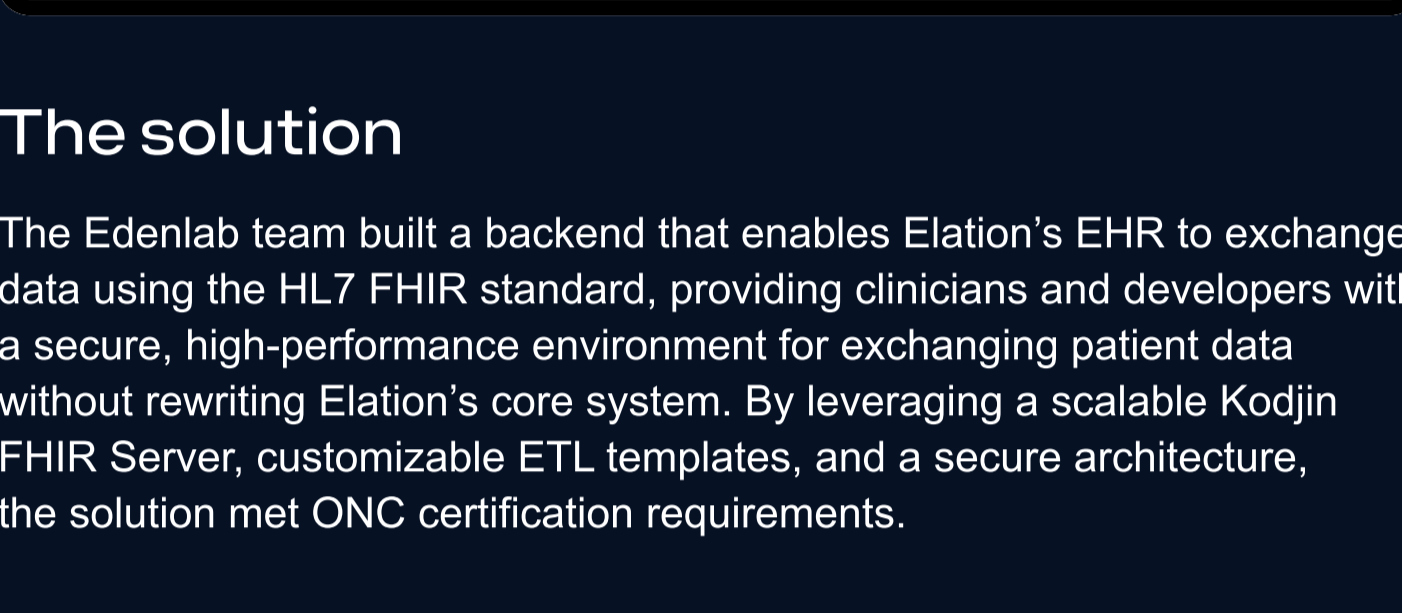 The solution
The Edenlab team built a backend that enables Elation’s EHR to exchange
data using the HL7 FHIR standard, providing clinicians and developers with
a secure, high-performance environment for exchanging patient data
without rewriting Elation’s core system. By leveraging a scalable Kodjin
FHIR Server, customizable ETL templates, and a secure architecture,
the solution met ONC certification requirements.